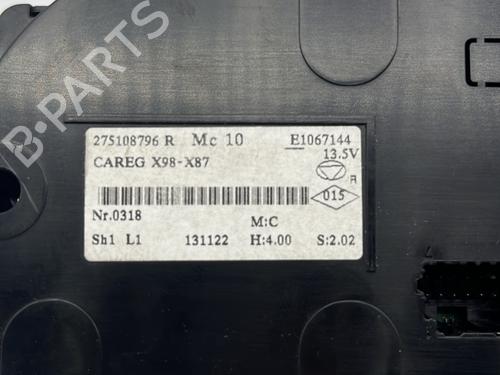 275108796 R Mc 10 E1067144
13.5V
CAREG X98-X87
R
015
Nr.0318
M:C
Sh1 L1 131122 H:4.00 S:2.02